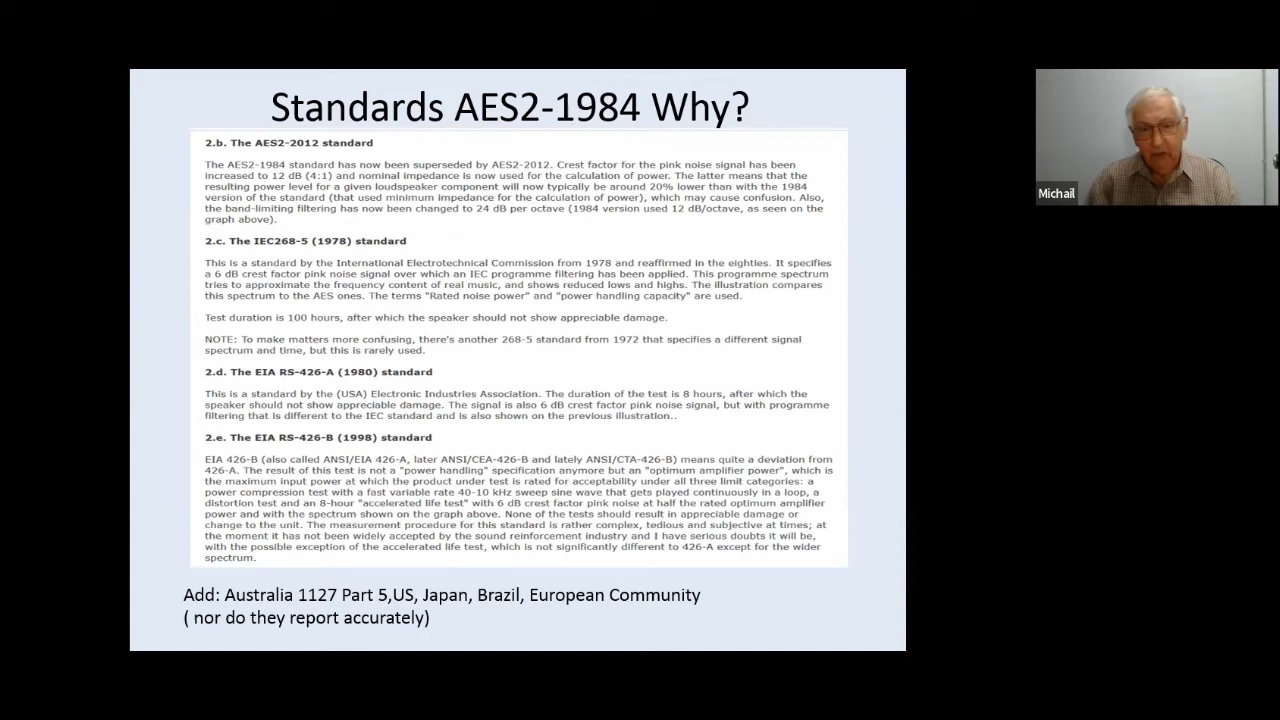 Standards AES2-1984 Why?
2.b. The AES2-2012 standard
The AES2-1984 standard has now been superseded by AES2-2012. Crest factor for the pink noise signal has been
increased to 12 dB (4:1) and nominal impedance is now used for the calculation of power. The latter means that the
resulting power level for a given loudspeaker component will now typically be around 20% lower than with the 1984
version of the standard (that used minimum impedance for the calculation of power), which may cause confusion. Also,
the band-limiting filtering has now been changed to 24 dB per octave (1984 version used 12 dB/octave, as seen on the
graph above).
2.c. The IEC268-5 (1978) standard
This is a standard by the International Electrotechnical Commission from 1978 and reaffirmed in the eighties. It specifies
a 6 dB crest factor pink noise signal over which an IEC programme filtering has been applied. This programme spectrum
tries to approximate the frequency content of real music, and shows reduced lows and highs. The illustration compares
this spectrum to the AES ones. The terms "Rated noise power" and "power handling capacity" are used.
Test duration is 100 hours, after which the speaker should not show appreciable damage.
NOTE: To make matters more confusing, there's another 268-5 standard from 1972 that specifies a different signal
spectrum and time, but this is rarely used.
2.d. The EIA RS-426-A (1980) standard
This is a standard by the (USA) Electronic Industries Association. The duration of the test is 8 hours, after which the
speaker should not show appreciable damage. The signal is also 6 dB crest factor pink noise signal, but with programme
filtering that is different to the IEC standard and is also shown on the previous illustration..
2.e. The EIA RS-426-B (1998) standard
EIA 426-B (also called ANSI/EIA 426-A, later ANSI/CEA-426-B and lately ANSI/CTA-426-B) means quite a deviation from
426-A. The result of this test is not a "power handling" specification anymore but an "optimum amplifier power", which is
the maximum input power at which the product under test is rated for acceptability under all three limit categories: a
power compression test with a fast variable rate 40-10 kHz sweep sine wave that gets played continuously in a loop, a
distortion test and an 8-hour "accelerated life test" with 6 dB crest factor pink noise at half the rated optimum amplifier
power and with the spectrum shown on the graph above. None of the tests should result in appreciable damage or
change to the unit. The measurement procedure for this standard is rather complex, tedious and subjective at times; at
the moment it has not been widely accepted by the sound reinforcement industry and I have serious doubts it will be,
with the possible exception of the accelerated life test, which is not significantly different to 426-A except for the wider
spectrum.
Add: Australia 1127 Part 5,US, Japan, Brazil, European Community
( nor do they report accurately)
Michail